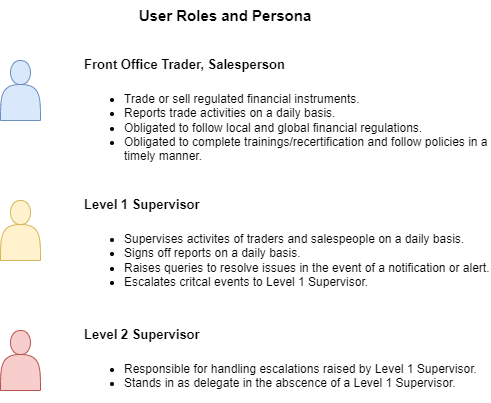 User Roles and Persona
Front Office Trader, Salesperson
• Trade or sell regulated financial instruments.
• Reports trade activities on a daily basis.
• Obligated to follow local and global financial regulations.
• Obligated to complete trainings/recertification and follow policies in a
timely manner.
Level 1 Supervisor
• Supervises activites of traders and salespeople on a daily basis.
• Signs off reports on a daily basis.
• Raises queries to resolve issues in the event of a notification or alert.
• Escalates critcal events to Level 1 Supervisor.
Level 2 Supervisor
• Responsible for handling escalations raised by Level 1 Supervisor.
• Stands in as delegate in the abscence of a Level 1 Supervisor.